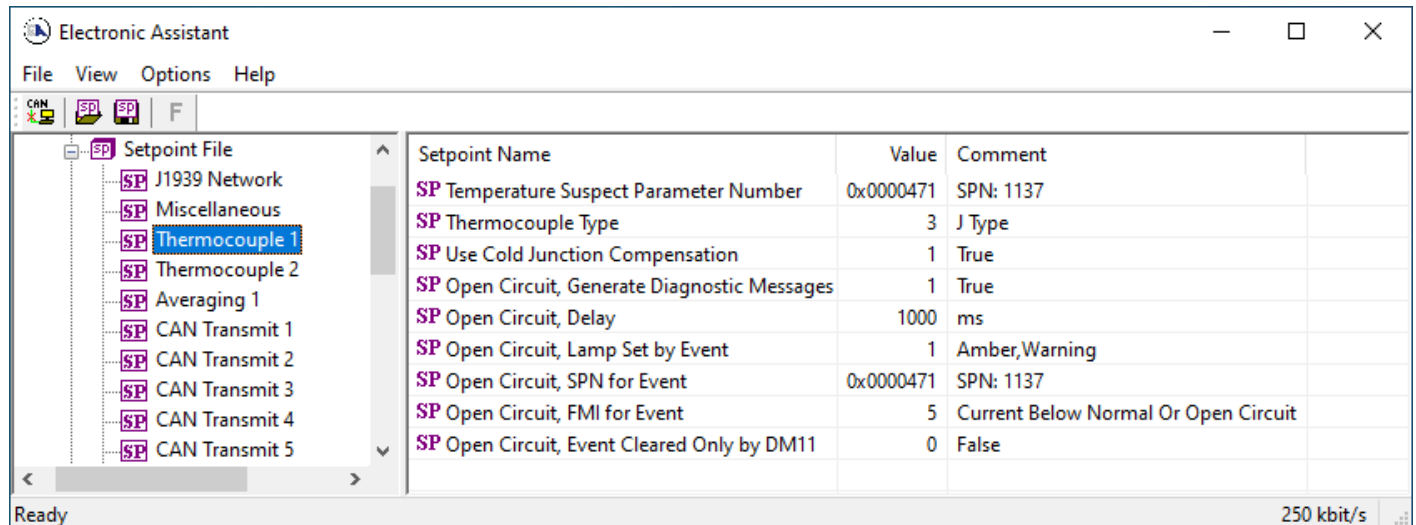 Electronic Assistant
File View Options Help
CAN SP SP F
SP Setpoint File
SP J1939 Network
SP Miscellaneous
SP Thermocouple 1
SP Thermocouple 2
SP Averaging 1
SP CAN Transmit 1
SP CAN Transmit 2
SP CAN Transmit 3
SP CAN Transmit 4
SP CAN Transmit 5
Setpoint Name Value Comment
SP Temperature Suspect Parameter Number 0x0000471 SPN: 1137
SP Thermocouple Type 3 J Type
SP Use Cold Junction Compensation 1 True
SP Open Circuit, Generate Diagnostic Messages 1 True
SP Open Circuit, Delay 1000 ms
SP Open Circuit, Lamp Set by Event 1 Amber,Warning
SP Open Circuit, SPN for Event 0x0000471 SPN: 1137
SP Open Circuit, FMI for Event 5 Current Below Normal Or Open Circuit
SP Open Circuit, Event Cleared Only by DM11 0 False
Ready 250 kbit/s